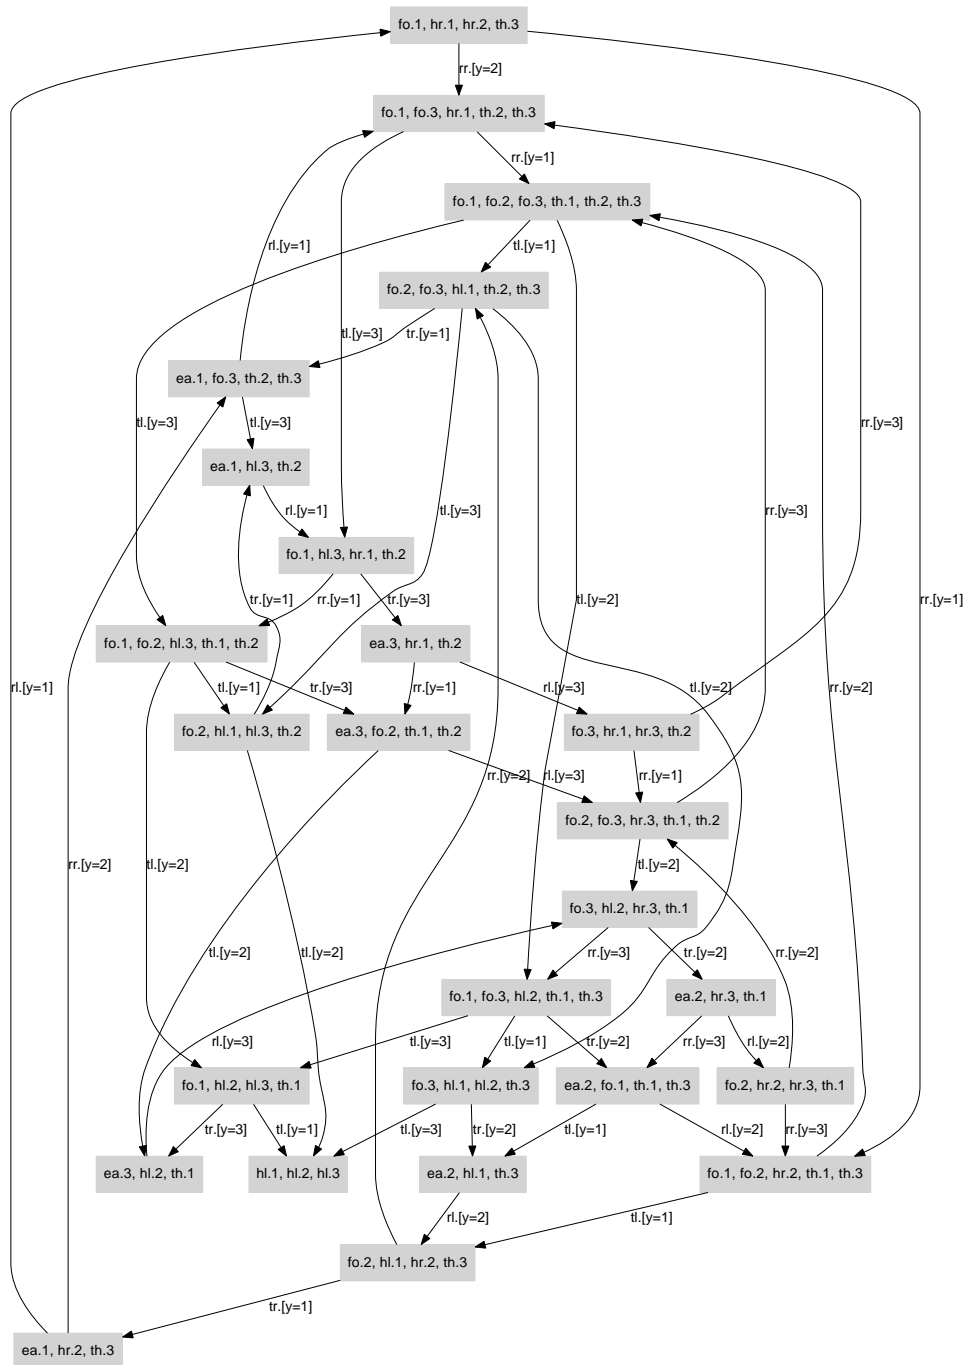 fo.1, hr.1, hr.2, th.3
rr.[y=2]
fo.1, fo.3, hr.1, th.2, th.3
rr.[y=1]
fo.1, fo.2, fo.3, th.1, th.2, th.3
rl.[y=1]
tl.[y=1]
fo.2, fo.3, hl.1, th.2, th.3
tl.[y=3]
tr.[y=1]
ea.1, fo.3, th.2, th.3
tl.[y=3]
tl.[y=3]
rr.[y=3]
ea.1, hl.3, th.2
rl.[y=1]
tl.[y=3]
rr.[y=3]
fo.1, hl.3, hr.1, th.2
tr.[y=1]
rr.[y=1]
tr.[y=3]
tl.[y=2]
rr.[y=1]
fo.1, fo.2, hl.3, th.1, th.2
ea.3, hr.1, th.2
rl.[y=1]
tl.[y=1]
tr.[y=3]
rr.[y=1]
rl.[y=3]
tl.[y=2]
rr.[y=2]
fo.2, hl.1, hl.3, th.2
ea.3, fo.2, th.1, th.2
fo.3, hr.1, hr.3, th.2
rr.[y=2]
rl.[y=3]
rr.[y=1]
fo.2, fo.3, hr.3, th.1, th.2
rr.[y=2]
tl.[y=2]
tl.[y=2]
fo.3, hl.2, hr.3, th.1
tl.[y=2]
tl.[y=2]
rr.[y=3]
tr.[y=2]
rr.[y=2]
fo.1, fo.3, hl.2, th.1, th.3
ea.2, hr.3, th.1
rl.[y=3]
tl.[y=3]
tl.[y=1]
tr.[y=2]
rr.[y=3]
rl.[y=2]
fo.1, hl.2, hl.3, th.1
fo.3, hl.1, hl.2, th.3
ea.2, fo.1, th.1, th.3
fo.2, hr.2, hr.3, th.1
tr.[y=3]
tl.[y=1]
tl.[y=3]
tr.[y=2]
tl.[y=1]
rl.[y=2]
rr.[y=3]
ea.3, hl.2, th.1
hl.1, hl.2, hl.3
ea.2, hl.1, th.3
fo.1, fo.2, hr.2, th.1, th.3
rl.[y=2]
tl.[y=1]
fo.2, hl.1, hr.2, th.3
tr.[y=1]
ea.1, hr.2, th.3